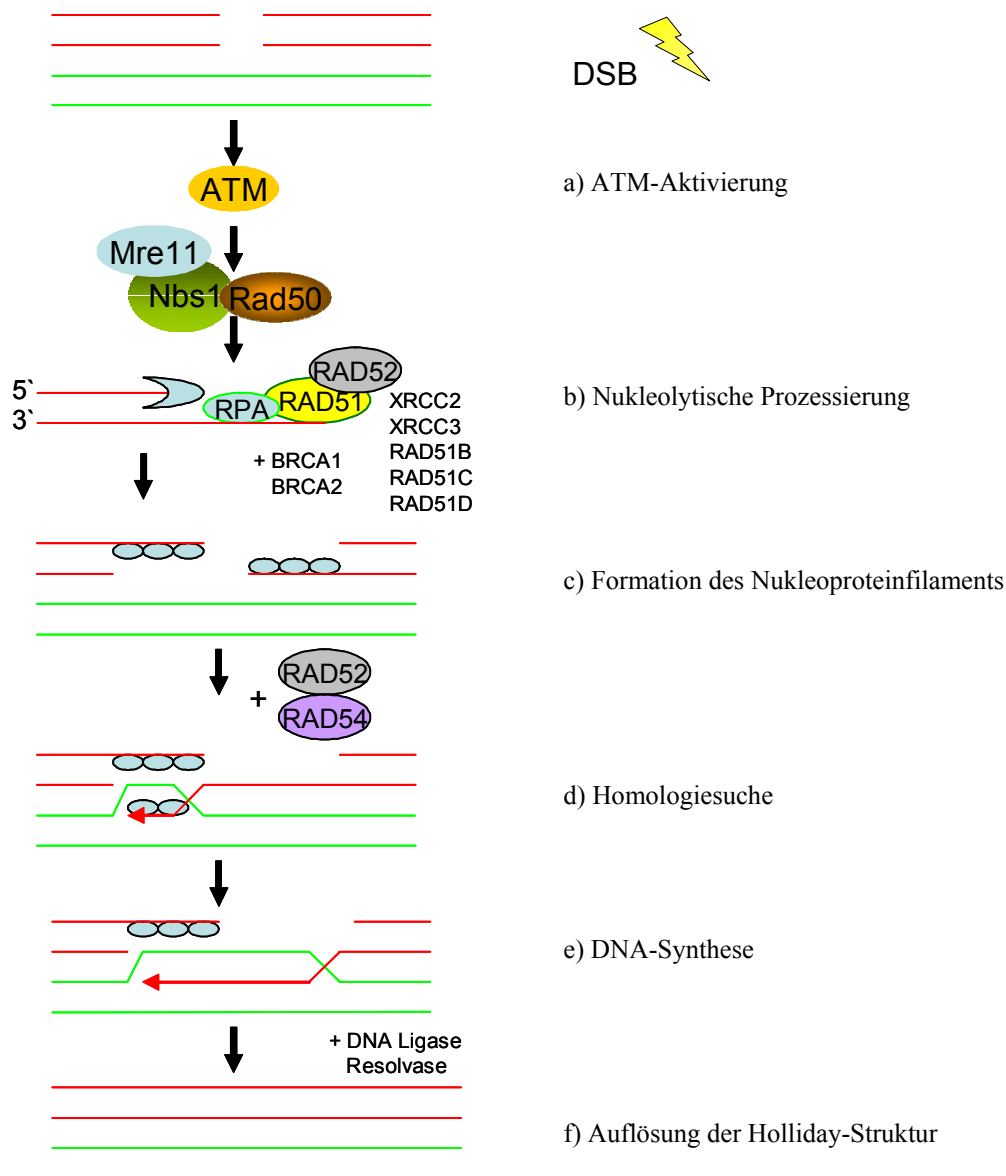 DSB
ATM
a) ATM-Aktivierung
Mre11
Nbs1
Rad50
5`
3`
RPA
RAD51
RAD52
XRCC2
XRCC3
RAD51B
RAD51C
RAD51D
+ BRCA1
BRCA2
b) Nukleolytische Prozessierung
c) Formation des Nukleoproteinfilaments
+
RAD52
RAD54
d) Homologiesuche
e) DNA-Synthese
+ DNA Ligase
Resolvase
f) Auflösung der Holliday-Struktur